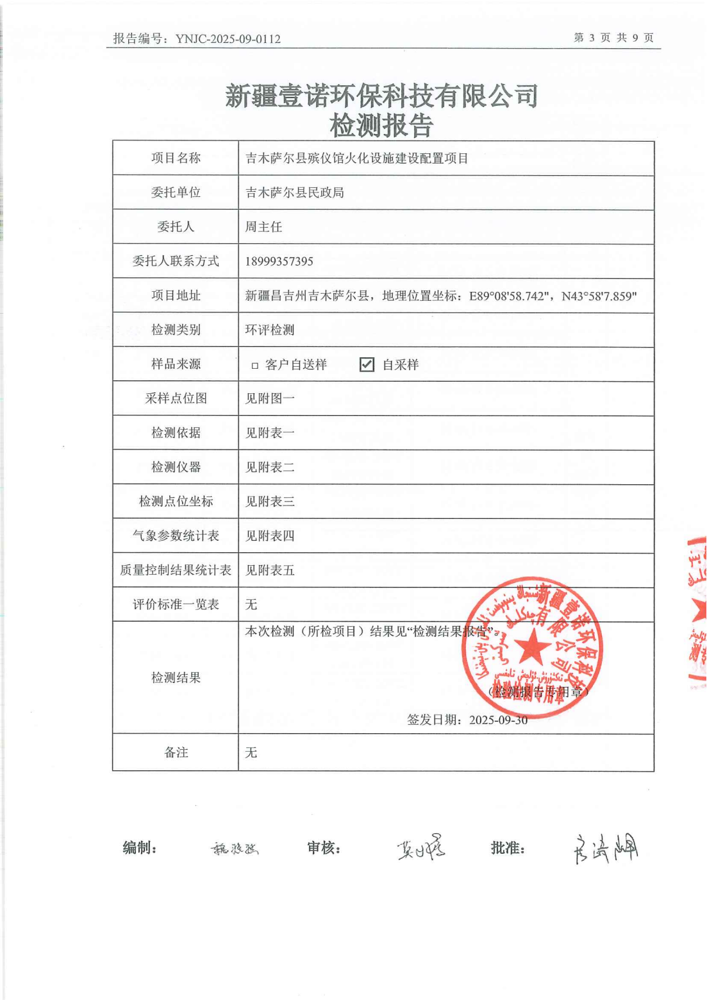 报告编号：YNJC-2025-09-0112
第 3 页 共 9 页
新疆壹诺环保科技有限公司
检测报告
项目名称 吉木萨尔县殡仪馆火化设施建设配置项目
委托单位 吉木萨尔县民政局
委托人 周主任
委托人联系方式 18999357395
项目地址 新疆昌吉州吉木萨尔县，地理位置坐标：E89°08'58.742"，N43°58'7.859"
检测类别 环评检测
样品来源 □ 客户自送样 ☑ 自采样
采样点位图 见附图一
检测依据 见附表一
检测仪器 见附表二
检测点位坐标 见附表三
气象参数统计表 见附表四
质量控制结果统计表 见附表五
评价标准一览表 无
检测结果 本次检测（所检项目）结果见“检测结果报告”。
（检测报告专用章）
签发日期：2025-09-30
新疆壹诺环保科技有限公司
检验检测专用章
备注 无
编制： 审核： 批准：